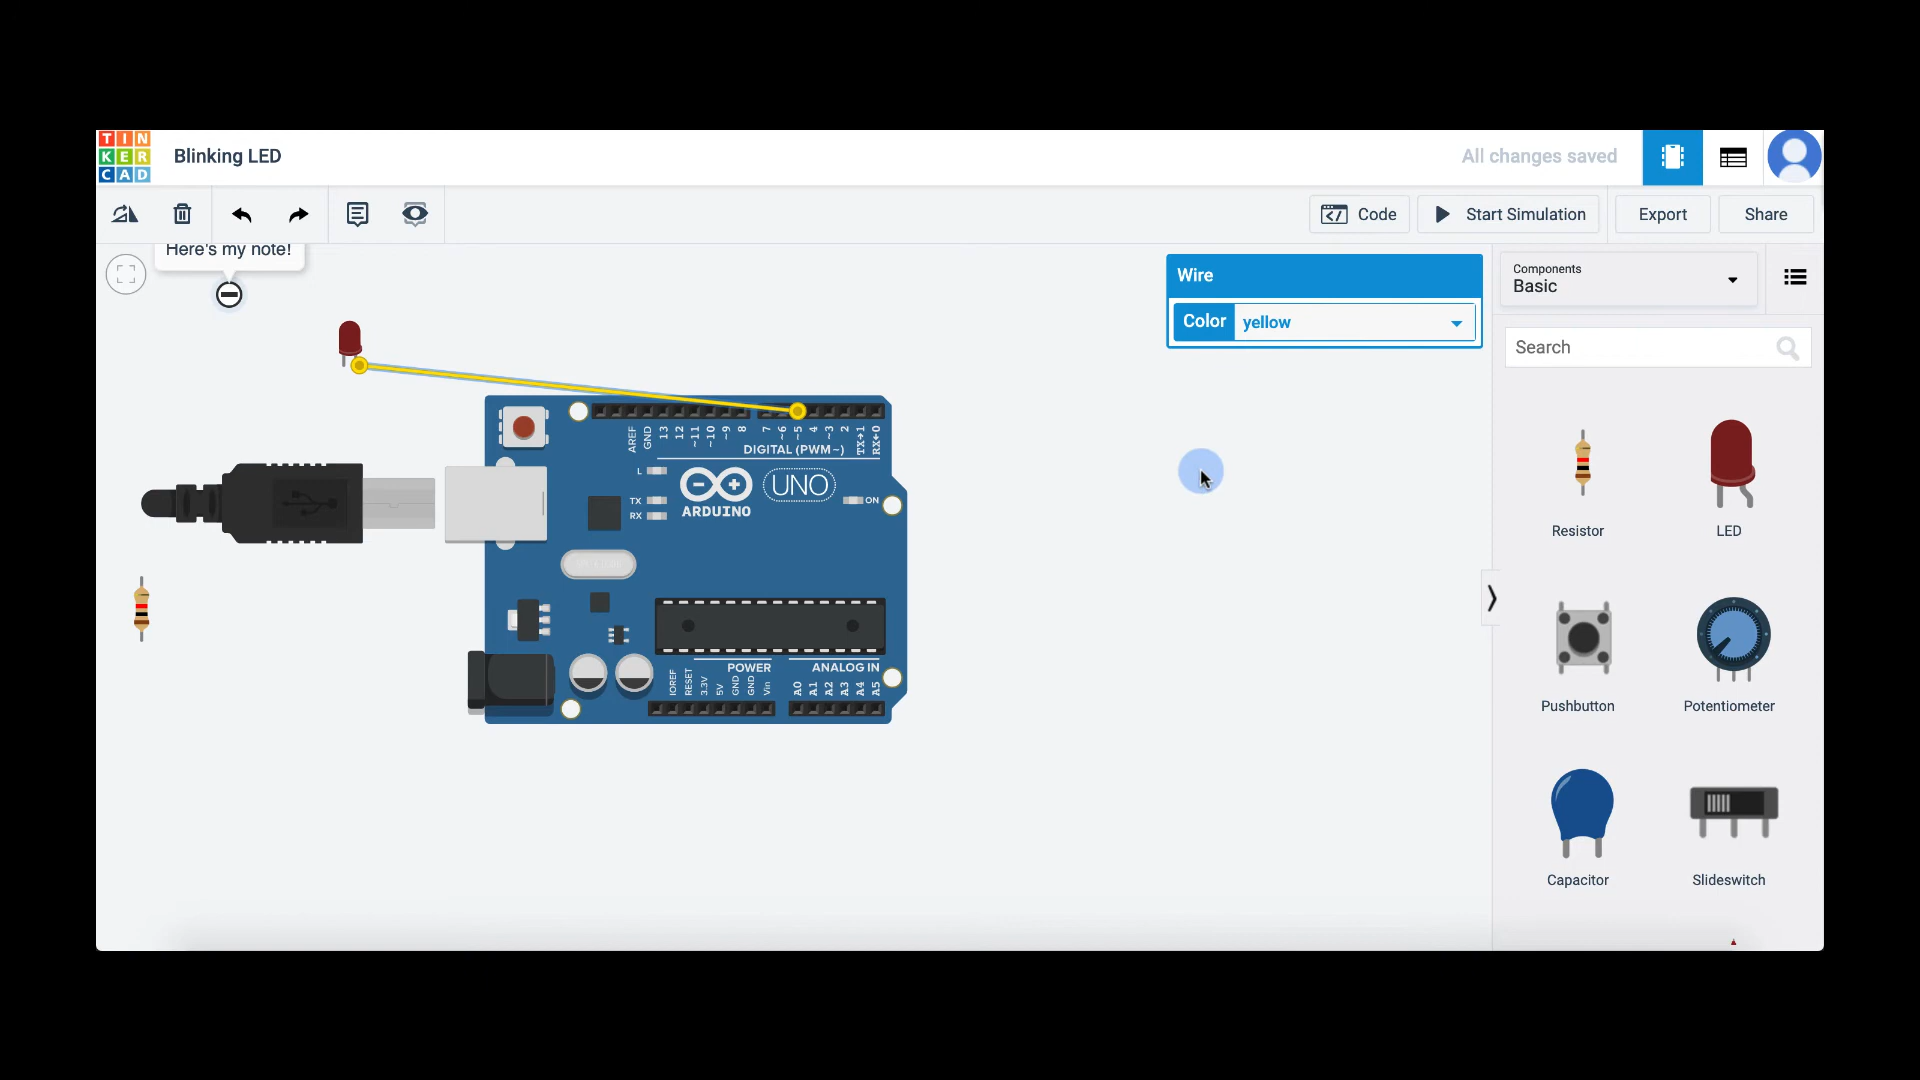 TIN
KER
CAD
Blinking LED
All changes saved
Code
Start Simulation
Export
Share
Here's my note!
Wire
Color
yellow
Components
Basic
Search
Resistor
LED
Pushbutton
Potentiometer
Capacitor
Slideswitch
AREF
GND
13
12
~11
~10
~9
8
7
~6
~5
4
~3
2
TX→1
RX←0
DIGITAL (PWM~)
L
TX
RX
ARDUINO
UNO
ON
POWER
ANALOG IN
IOREF
RESET
3.3V
5V
GND
GND
Vin
A0
A1
A2
A3
A4
A5